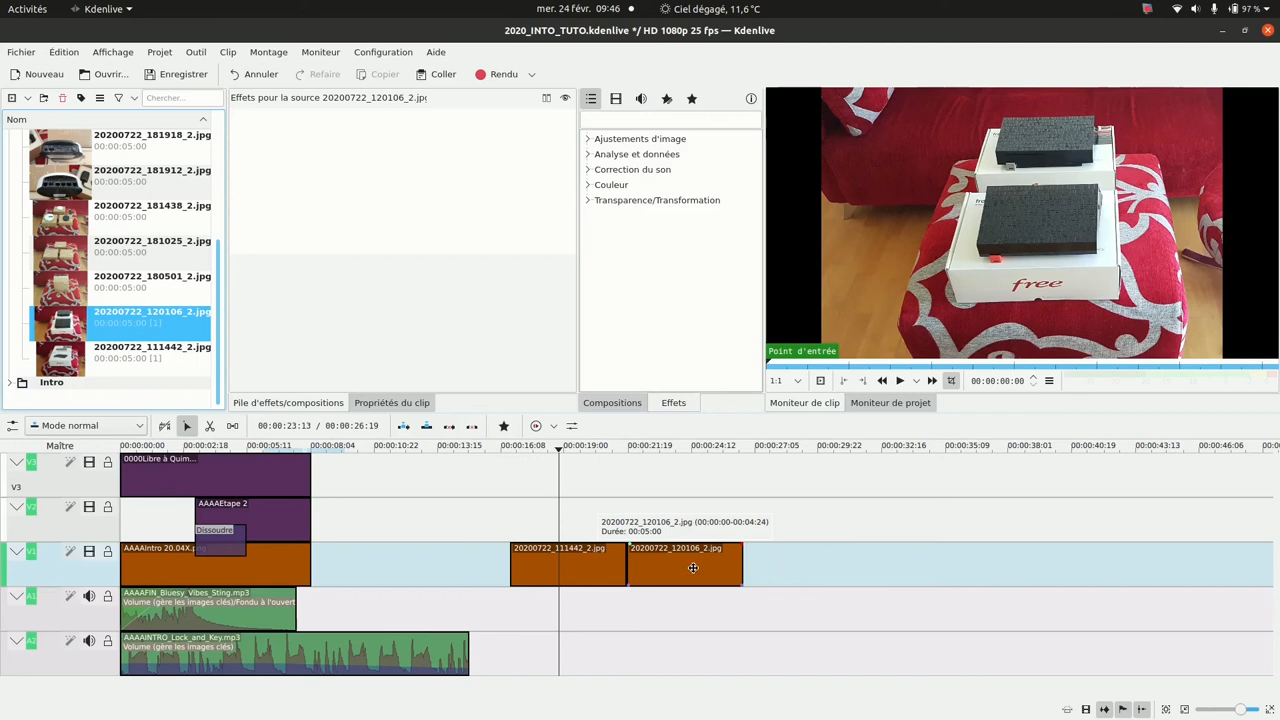 Activités
Kdenlive
mer. 24 févr. 09:46
Ciel dégagé, 11,6 °C
97 %
2020_INTO_TUTO.kdenlive */ HD 1080p 25 fps — Kdenlive
Fichier Édition Affichage Projet Outil Clip Montage Moniteur Configuration Aide
Nouveau Ouvrir... Enregistrer Annuler Refaire Copier Coller Rendu
Chercher...
Effets pour la source 20200722_120106_2.jpg
Nom
20200722_181918_2.jpg
00:00:05:00
20200722_181912_2.jpg
00:00:05:00
20200722_181438_2.jpg
00:00:05:00
20200722_181025_2.jpg
00:00:05:00
20200722_180501_2.jpg
00:00:05:00
20200722_120106_2.jpg
00:00:05:00 [1]
20200722_111442_2.jpg
00:00:05:00 [1]
Intro
Ajustements d'image
Analyse et données
Correction du son
Couleur
Transparence/Transformation
free
Point d'entrée
1:1
00:00:00:00
Pile d'effets/compositions Propriétés du clip
Compositions Effets
Moniteur de clip Moniteur de projet
Mode normal
00:00:23:13 / 00:00:26:19
Maître
00:00:00:00 00:00:02:18 00:00:05:11 00:00:08:04 00:00:10:22 00:00:13:15 00:00:16:08 00:00:19:00 00:00:21:19 00:00:24:12 00:00:27:05 00:00:29:22 00:00:32:16 00:00:35:09 00:00:38:01 00:00:40:19 00:00:43:13 00:00:46:06
V3
V3
0000Libre à Quim...
V2
AAAAEtape 2
Dissoudre
20200722_120106_2.jpg (00:00:00-00:04:24)
Durée: 00:05:00
V1
AAAAIntro 20.04X.png
20200722_111442_2.jpg
20200722_120106_2.jpg
A1
AAAAFIN_Bluesy_Vibes_Sting.mp3
Volume (gère les images clés)/Fondu à l'ouvert
A2
AAAAINTRO_Lock_and_Key.mp3
Volume (gère les images clés)